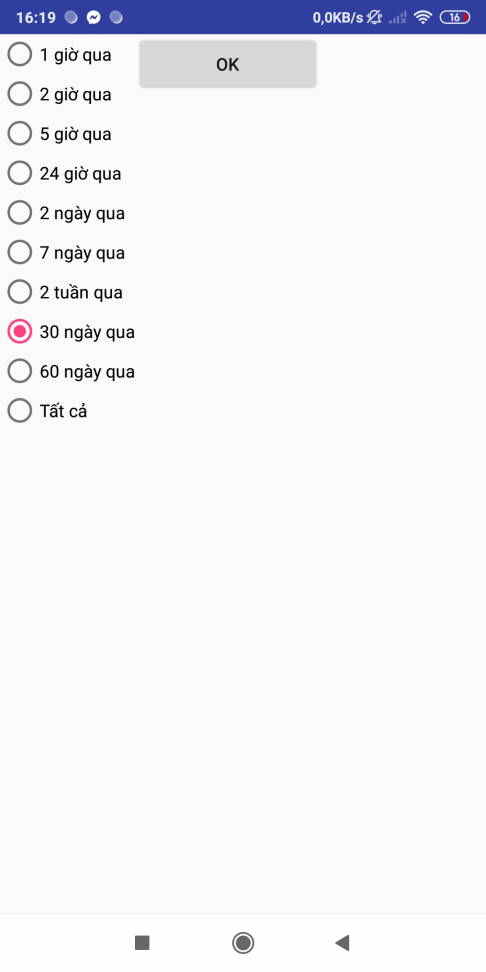 16:19 0,0KB/s 16
1 giờ qua OK
2 giờ qua
5 giờ qua
24 giờ qua
2 ngày qua
7 ngày qua
2 tuần qua
30 ngày qua
60 ngày qua
Tất cả